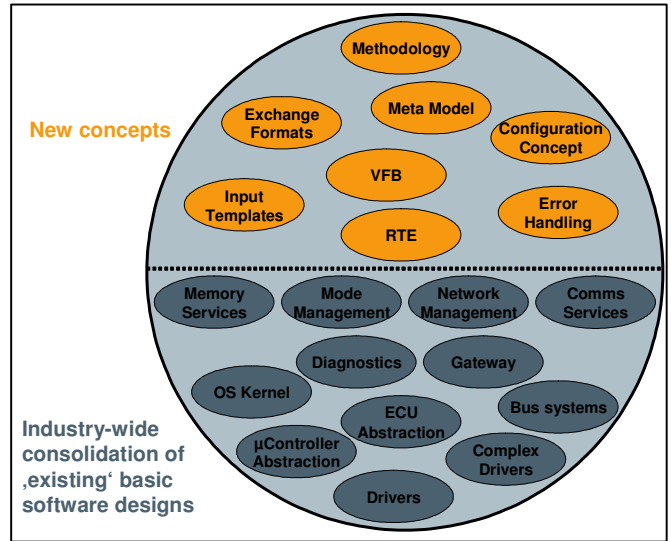 Methodology
Meta Model
Exchange
Formats
New concepts
Configuration
Concept
VFB
Input
Templates
Error
Handling
RTE
Memory
Services
Mode
Management
Network
Management
Comms
Services
Diagnostics
Gateway
OS Kernel
ECU
Abstraction
Bus systems
Industry-wide
consolidation of
‚existing‘ basic
software designs
µController
Abstraction
Complex
Drivers
Drivers